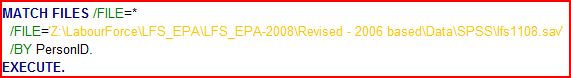 MATCH FILES /FILE=*
/FILE='Z:\LabourForce\LFS_EPA\LFS_EPA-2008\Revised - 2006 based\Data\SPSS\lfs1108.sav'
/BY PersonID.
EXECUTE.